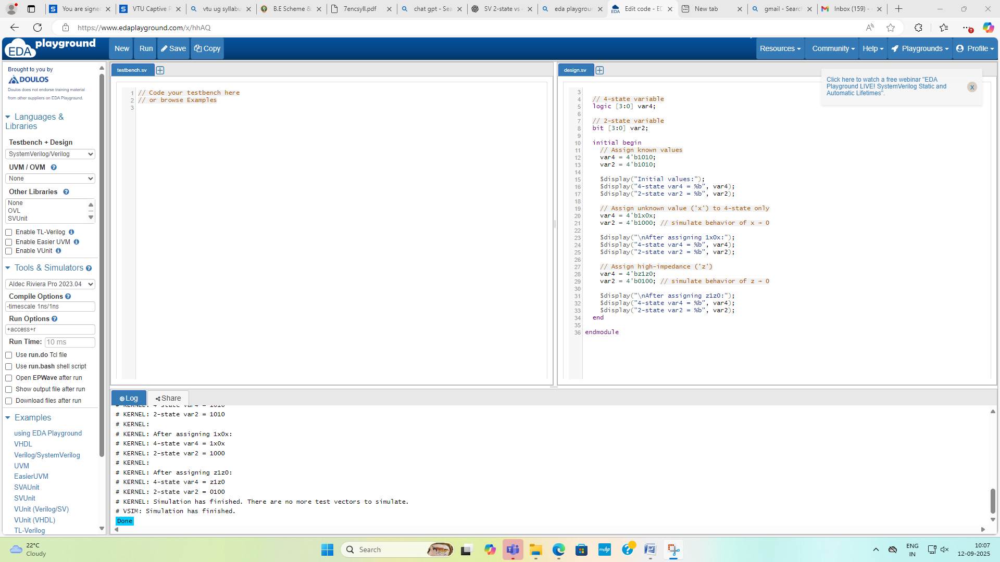 You are signe
VTU Captive P
vtu ug syllabu
B.E Scheme &
7encsyll.pdf
chat gpt - Sea
SV 2-state vs
eda playgroun
Edit code - ED
New tab
gmail - Searc
Inbox (159) -
https://www.edaplayground.com/x/hhAQ
EDA playground
New
Run
Save
Copy
Resources
Community
Help
Playgrounds
Profile
Brought to you by
DOULOS
Doulos does not endorse training material
from other suppliers on EDA Playground.
Languages &
Libraries
Testbench + Design
SystemVerilog/Verilog
UVM / OVM
None
Other Libraries
None
OVL
SVUnit
Enable TL-Verilog
Enable Easier UVM
Enable VUnit
Tools & Simulators
Aldec Riviera Pro 2023.04
Compile Options
-timescale 1ns/1ns
Run Options
+access+r
Run Time:
10 ms
Use run.do Tcl file
Use run.bash shell script
Open EPWave after run
Show output file after run
Download files after run
Examples
using EDA Playground
VHDL
Verilog/SystemVerilog
UVM
EasierUVM
SVAUnit
SVUnit
VUnit (Verilog/SV)
VUnit (VHDL)
TL-Verilog
testbench.sv
1 // Code your testbench here
2 // or browse Examples
3
design.sv
Click here to watch a free webinar "EDA
Playground LIVE! SystemVerilog Static and
Automatic Lifetimes".
x
3
4 // 4-state variable
5 logic [3:0] var4;
6
7 // 2-state variable
8 bit [3:0] var2;
9
10 initial begin
11 // Assign known values
12 var4 = 4'b1010;
13 var2 = 4'b1010;
14
15 $display("Initial values:");
16 $display("4-state var4 = %b", var4);
17 $display("2-state var2 = %b", var2);
18
19 // Assign unknown value ('x') to 4-state only
20 var4 = 4'b1x0x;
21 var2 = 4'b1000; // simulate behavior of x → 0
22
23 $display("\nAfter assigning 1x0x:");
24 $display("4-state var4 = %b", var4);
25 $display("2-state var2 = %b", var2);
26
27 // Assign high-impedance ('z')
28 var4 = 4'bz1z0;
29 var2 = 4'b0100; // simulate behavior of z → 0
30
31 $display("\nAfter assigning z1z0:");
32 $display("4-state var4 = %b", var4);
33 $display("2-state var2 = %b", var2);
34 end
35
36 endmodule
Log
Share
# KERNEL: 4-state var4 = 1010
# KERNEL: 2-state var2 = 1010
# KERNEL:
# KERNEL: After assigning 1x0x:
# KERNEL: 4-state var4 = 1x0x
# KERNEL: 2-state var2 = 1000
# KERNEL:
# KERNEL: After assigning z1z0:
# KERNEL: 4-state var4 = z1z0
# KERNEL: 2-state var2 = 0100
# KERNEL: Simulation has finished. There are no more test vectors to simulate.
# VSIM: Simulation has finished.
Done
22°C
Cloudy
Search
myhp
ENG
IN
10:07
12-09-2025